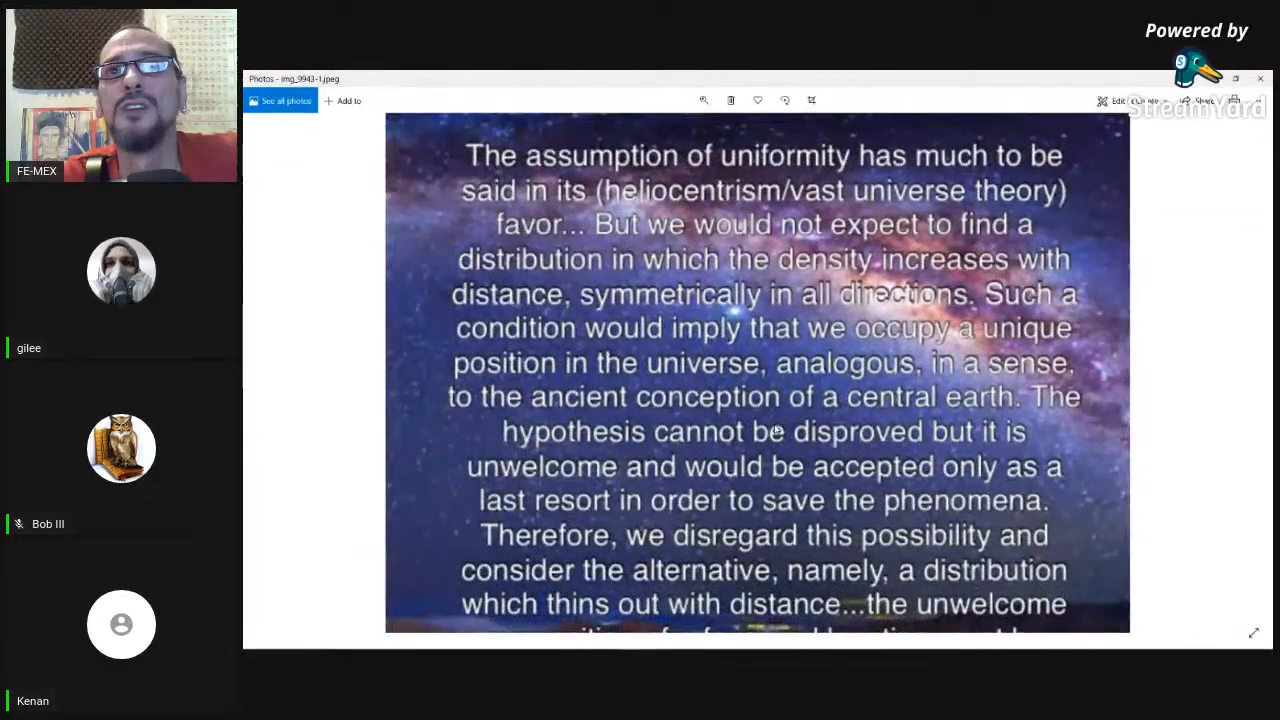 Powered by
StreamYard
FE-MEX
gilee
Bob III
Kenan
Photos - img_9943-1.jpeg
See all photos
Add to
Edit
Share
The assumption of uniformity has much to be
said in its (heliocentrism/vast universe theory)
favor... But we would not expect to find a
distribution in which the density increases with
distance, symmetrically in all directions. Such a
condition would imply that we occupy a unique
position in the universe, analogous, in a sense,
to the ancient conception of a central earth. The
hypothesis cannot be disproved but it is
unwelcome and would be accepted only as a
last resort in order to save the phenomena.
Therefore, we disregard this possibility and
consider the alternative, namely, a distribution
which thins out with distance...the unwelcome